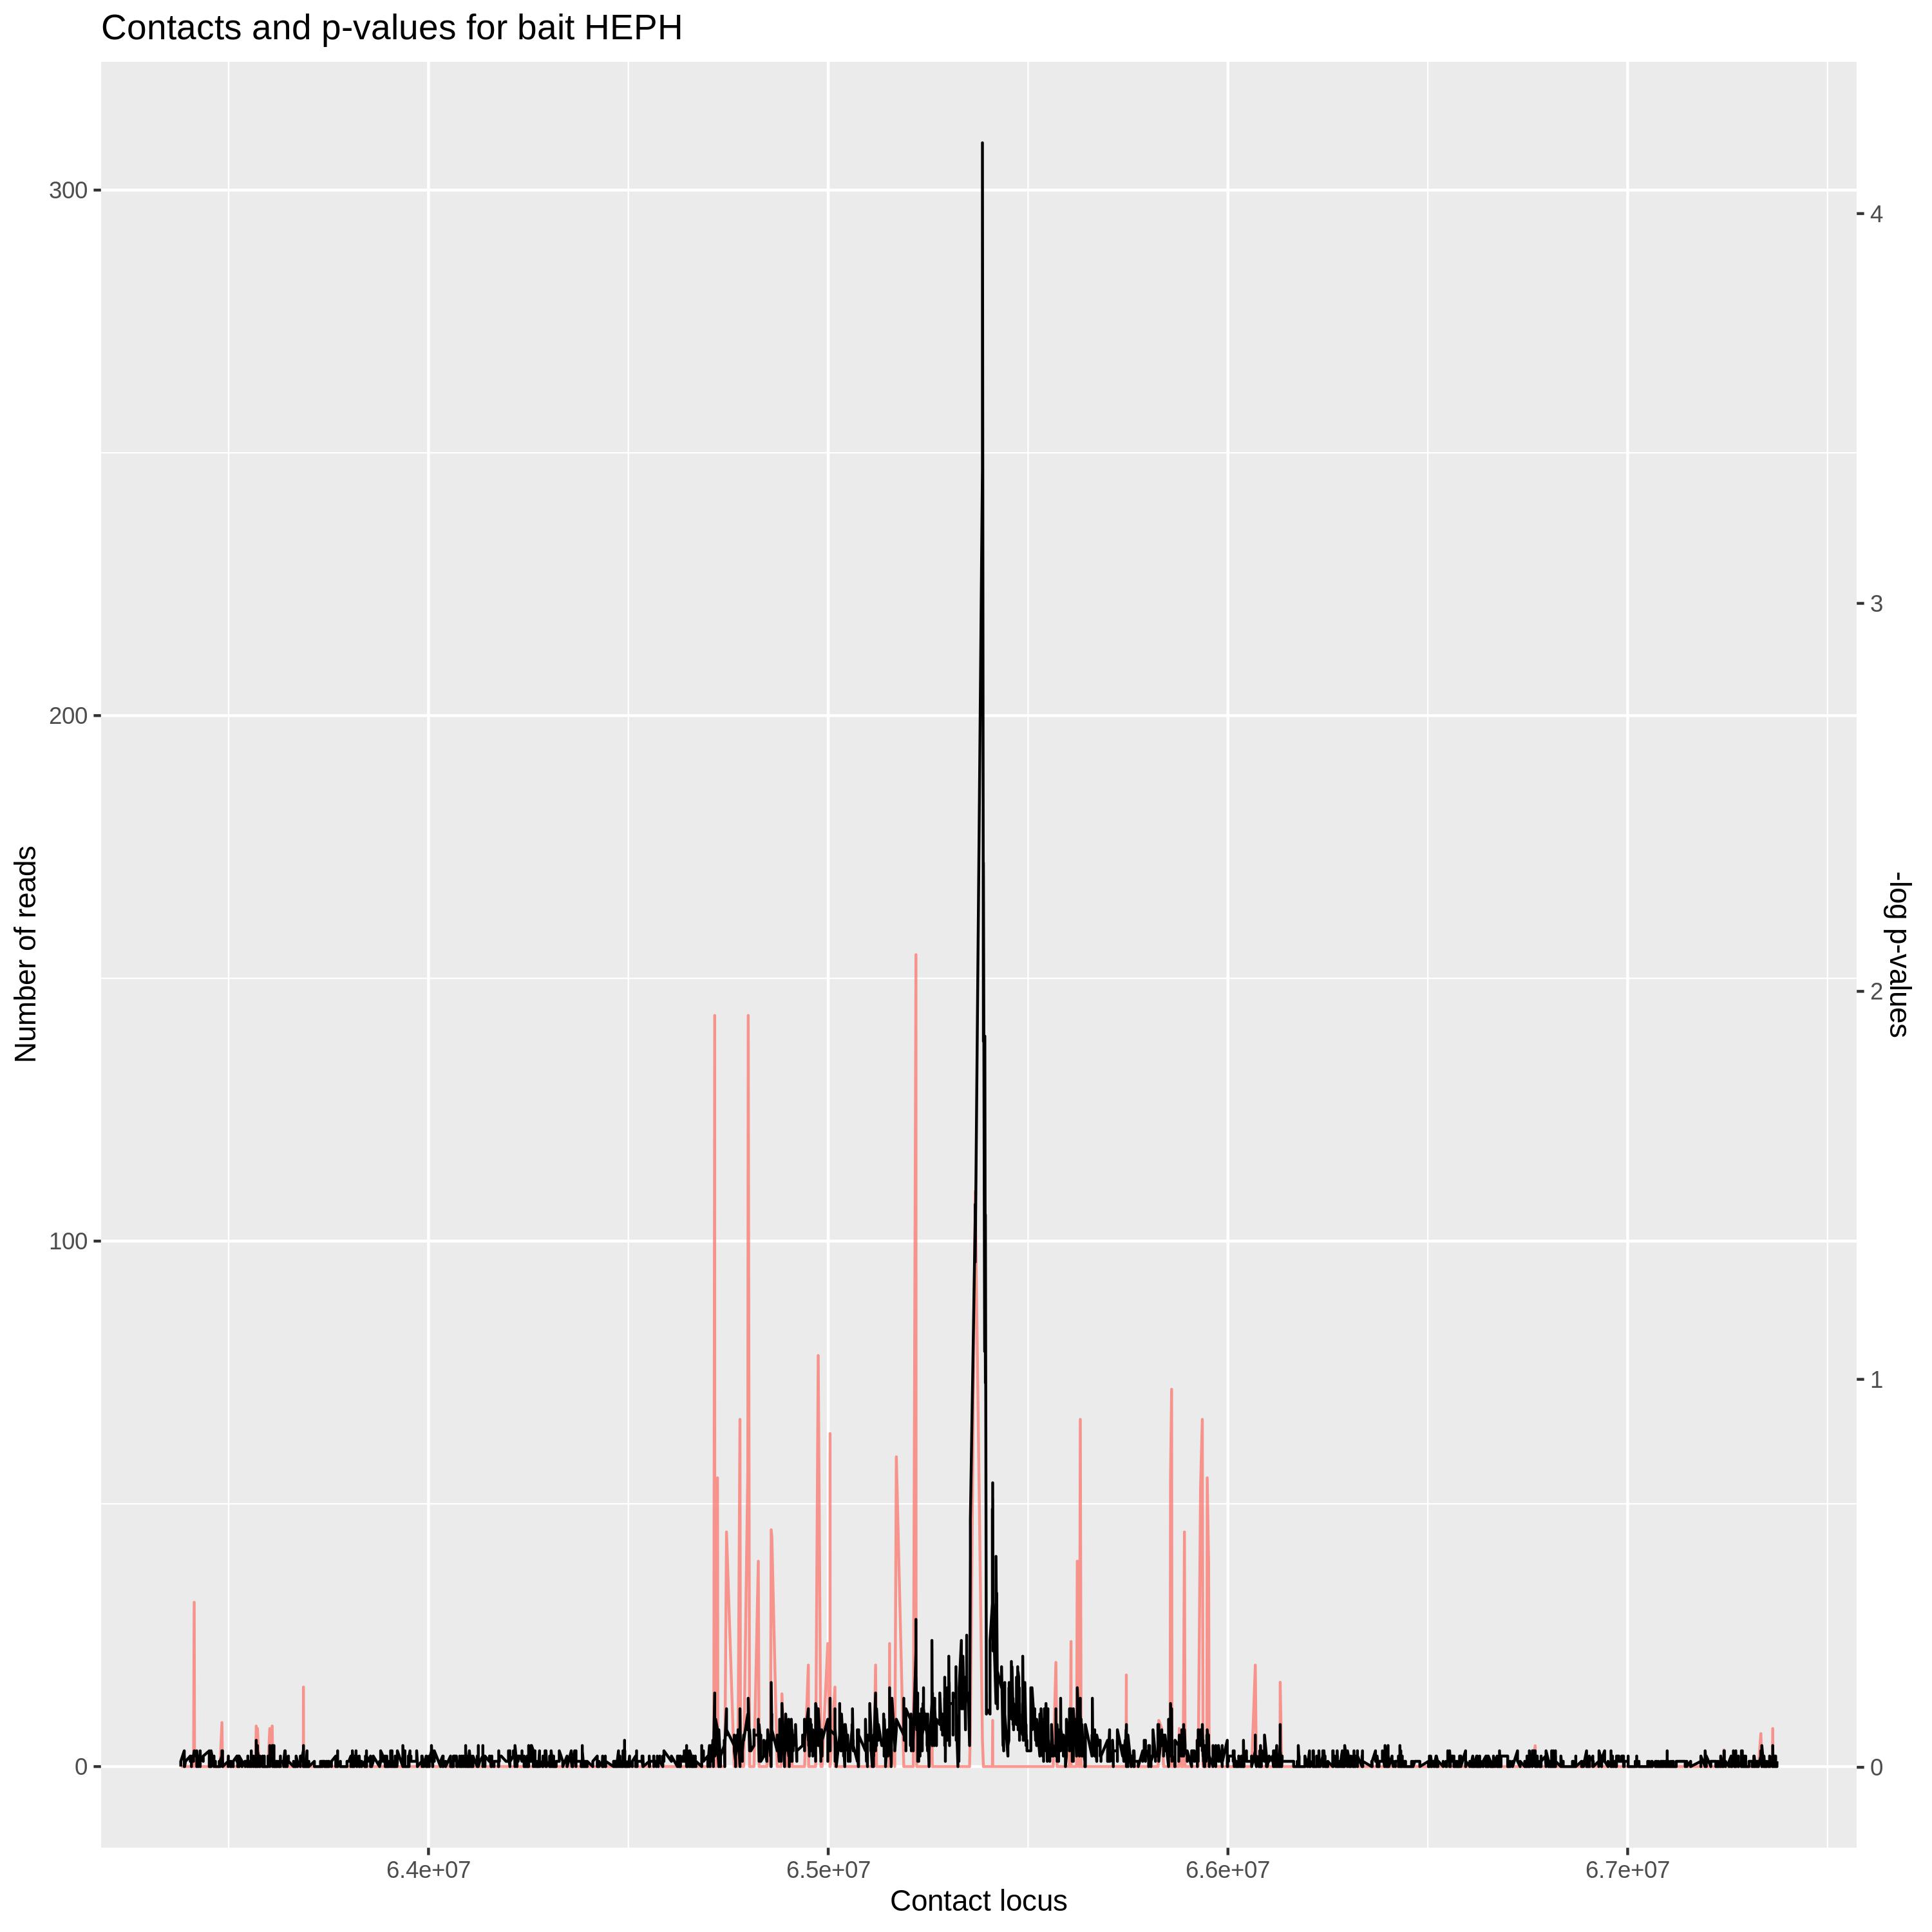 Contacts and p-values for bait HEPH
300
200
100
0
Number of reads
4
3
2
1
0
-log p-values
6.4e+07
6.5e+07
6.6e+07
6.7e+07
Contact locus